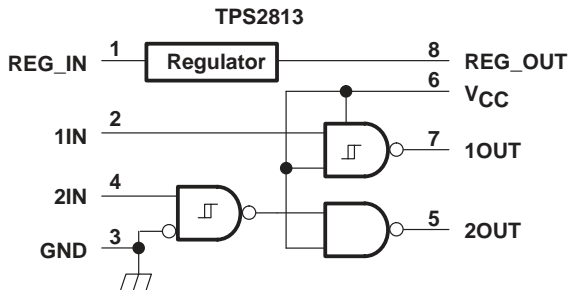 TPS2813
REG_IN 1 Regulator 8 REG_OUT
6 VCC
1IN 2
7 1OUT
2IN 4
5 2OUT
GND 3